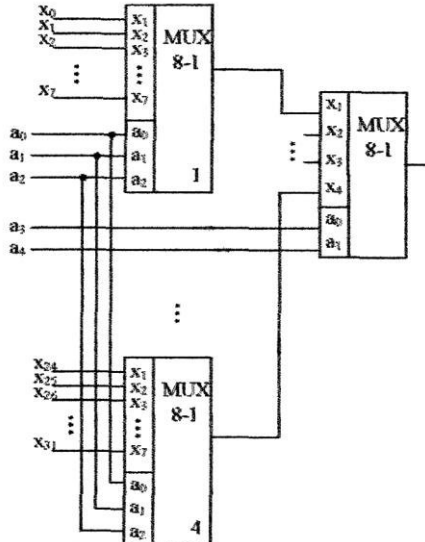 x0 x1 MUX
x1 x2 8-1
x2 x3
x7 x7
a0 a0
a1 a1
a2 a2 1
x1 MUX
x2 8-1
x3
x4
a3 a0
a4 a1
x24 x1 MUX
x25 x2 8-1
x26 x3
x31 x7
a0
a1
a2 4